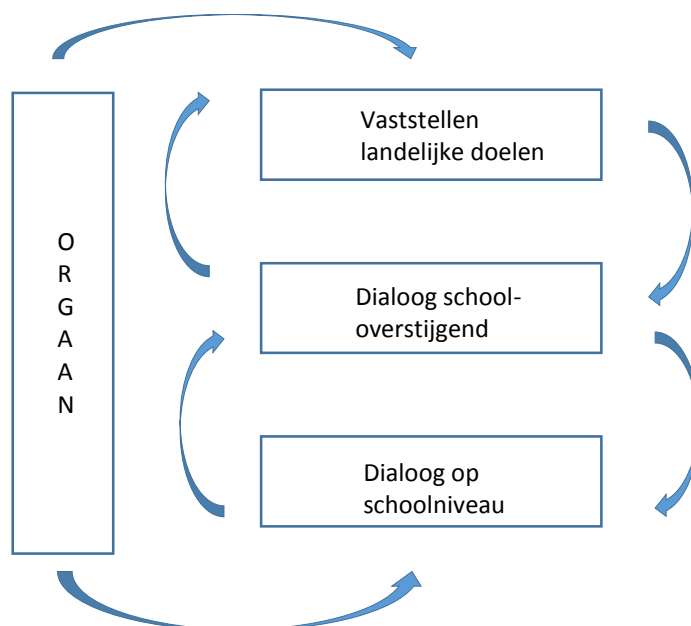 O
R
G
A
A
N
Vaststellen
landelijke doelen
Dialoog school-
overstijgend
Dialoog op
schoolniveau